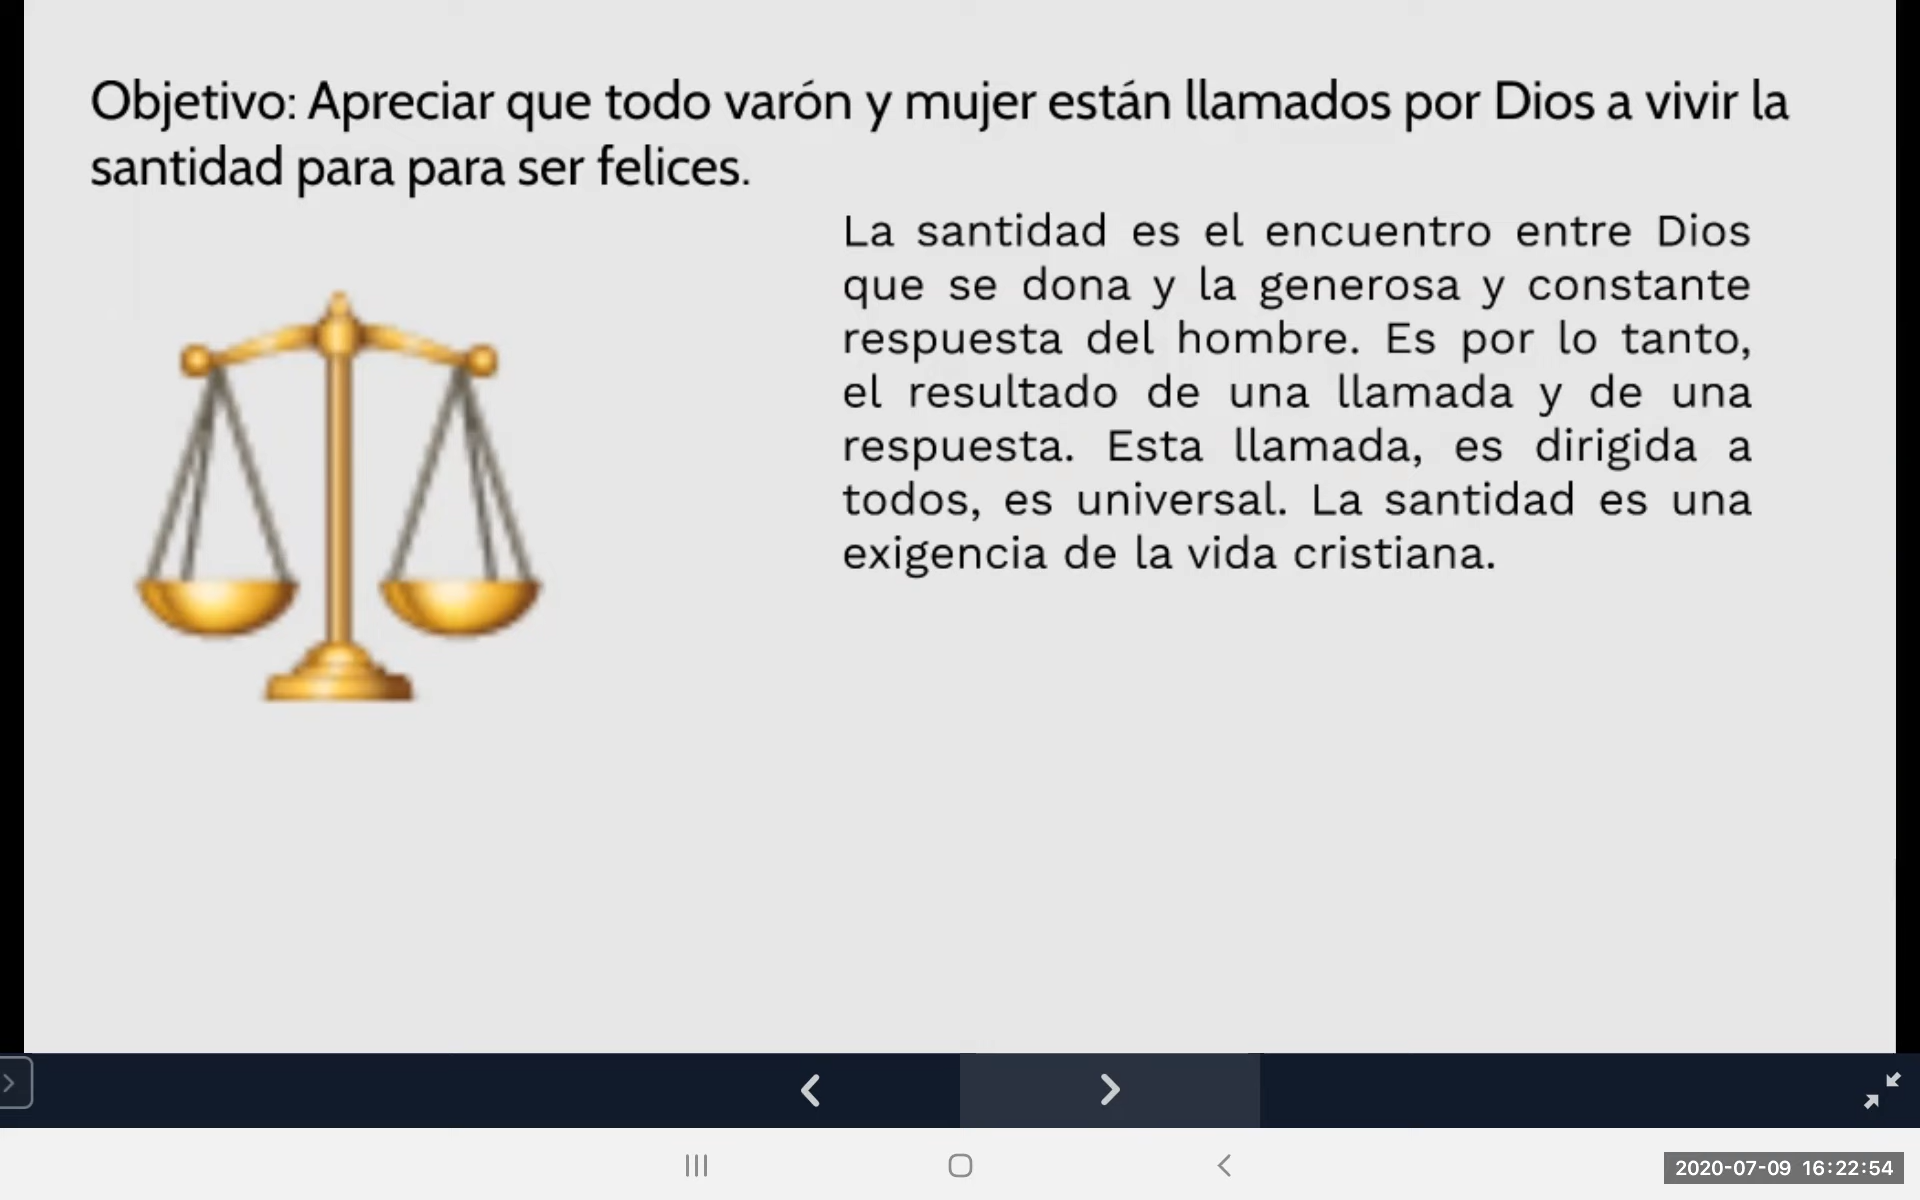 Objetivo: Apreciar que todo varón y mujer están llamados por Dios a vivir la
santidad para para ser felices.
La santidad es el encuentro entre Dios
que se dona y la generosa y constante
respuesta del hombre. Es por lo tanto,
el resultado de una llamada y de una
respuesta. Esta llamada, es dirigida a
todos, es universal. La santidad es una
exigencia de la vida cristiana.
2020-07-09 16:22:54